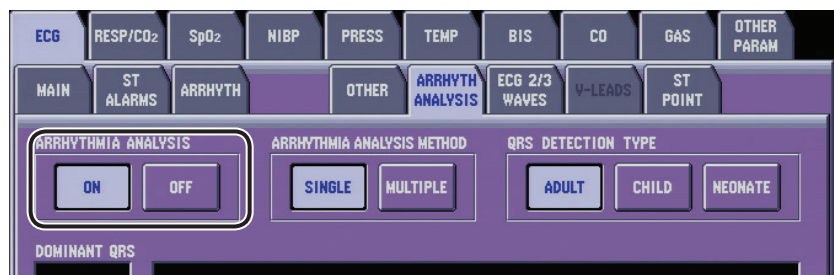 ECG RESP/CO2 SpO2 NIBP PRESS TEMP BIS CO GAS OTHER PARAM
MAIN ST ALARMS ARRHYTH OTHER ARRHYTH ANALYSIS ECG 2/3 WAVES V-LEADS ST POINT
ARRHYTHMIA ANALYSIS ARRHYTHMIA ANALYSIS METHOD QRS DETECTION TYPE
ON OFF SINGLE MULTIPLE ADULT CHILD NEONATE
DOMINANT QRS